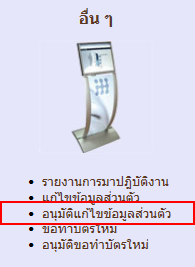 อื่น ๆ
รายงานการมาปฏิบัติงาน
แก้ไขข้อมูลส่วนตัว
อนุมัติแก้ไขข้อมูลส่วนตัว
ขอทำบัตรใหม่
อนุมัติขอทำบัตรใหม่